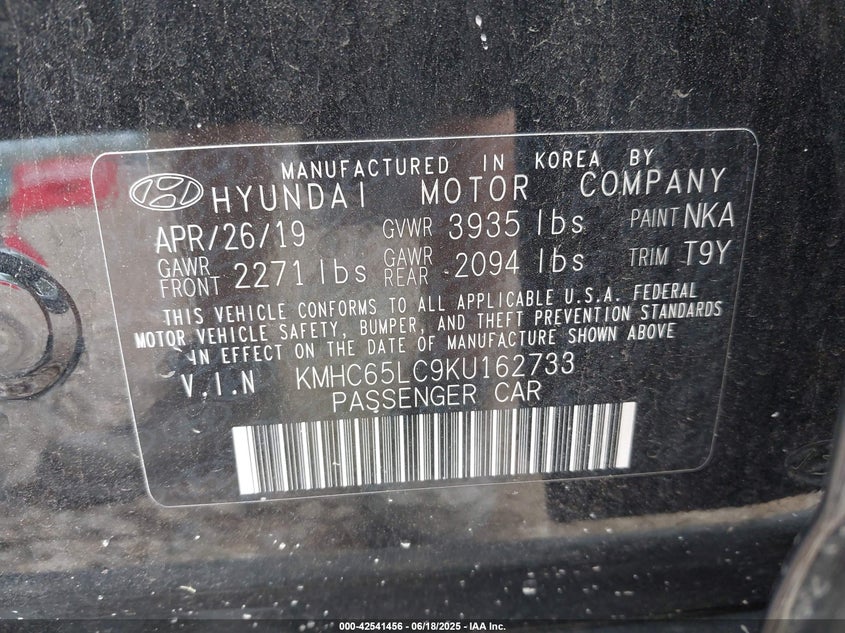 MANUFACTURED IN KOREA BY
HYUNDAI MOTOR COMPANY
APR/26/19 GVWR 3935 lbs PAINT NKA
GAWR FRONT 2271 lbs GAWR REAR 2094 lbs TRIM T9Y
THIS VEHICLE CONFORMS TO ALL APPLICABLE U.S.A. FEDERAL
MOTOR VEHICLE SAFETY, BUMPER, AND THEFT PREVENTION STANDARDS
IN EFFECT ON THE DATE OF MANUFACTURE SHOWN ABOVE
V.I.N KMHC65LC9KU162733
PASSENGER CAR
000-42541456 - 06/18/2025 - IAA Inc.